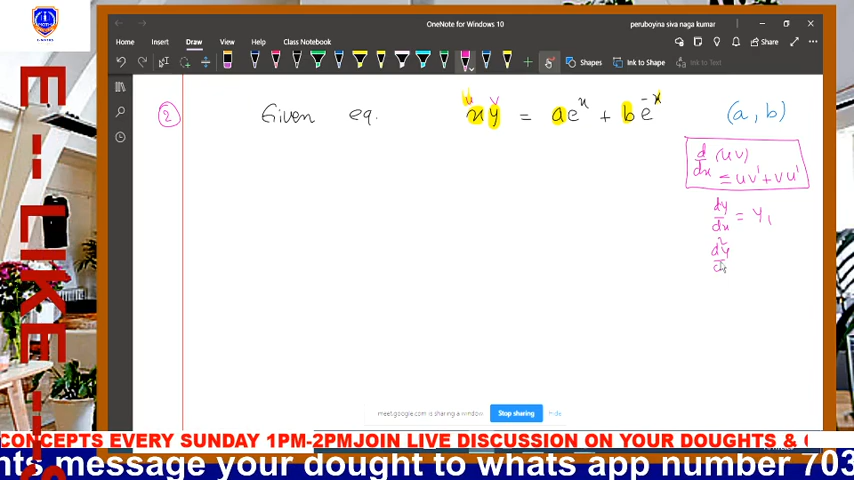 OneNote for Windows 10
peruboyina siva naga kumar
Home Insert Draw View Help Class Notebook
Share
Shapes Ink to Shape Ink to Text
2 Given eq. xy = ae^x + be^-x (a, b)
u v
d/dx (uv)
≤ uv' + vu'
dy/dx = y₁
d²y
E - LIKE ---S
meet.google.com is sharing a window Stop sharing Hide
CONCEPTS EVERY SUNDAY 1PM-2PMJOIN LIVE DISCUSSION ON YOUR DOUGHTS &
nts message your dought to whats app number 703